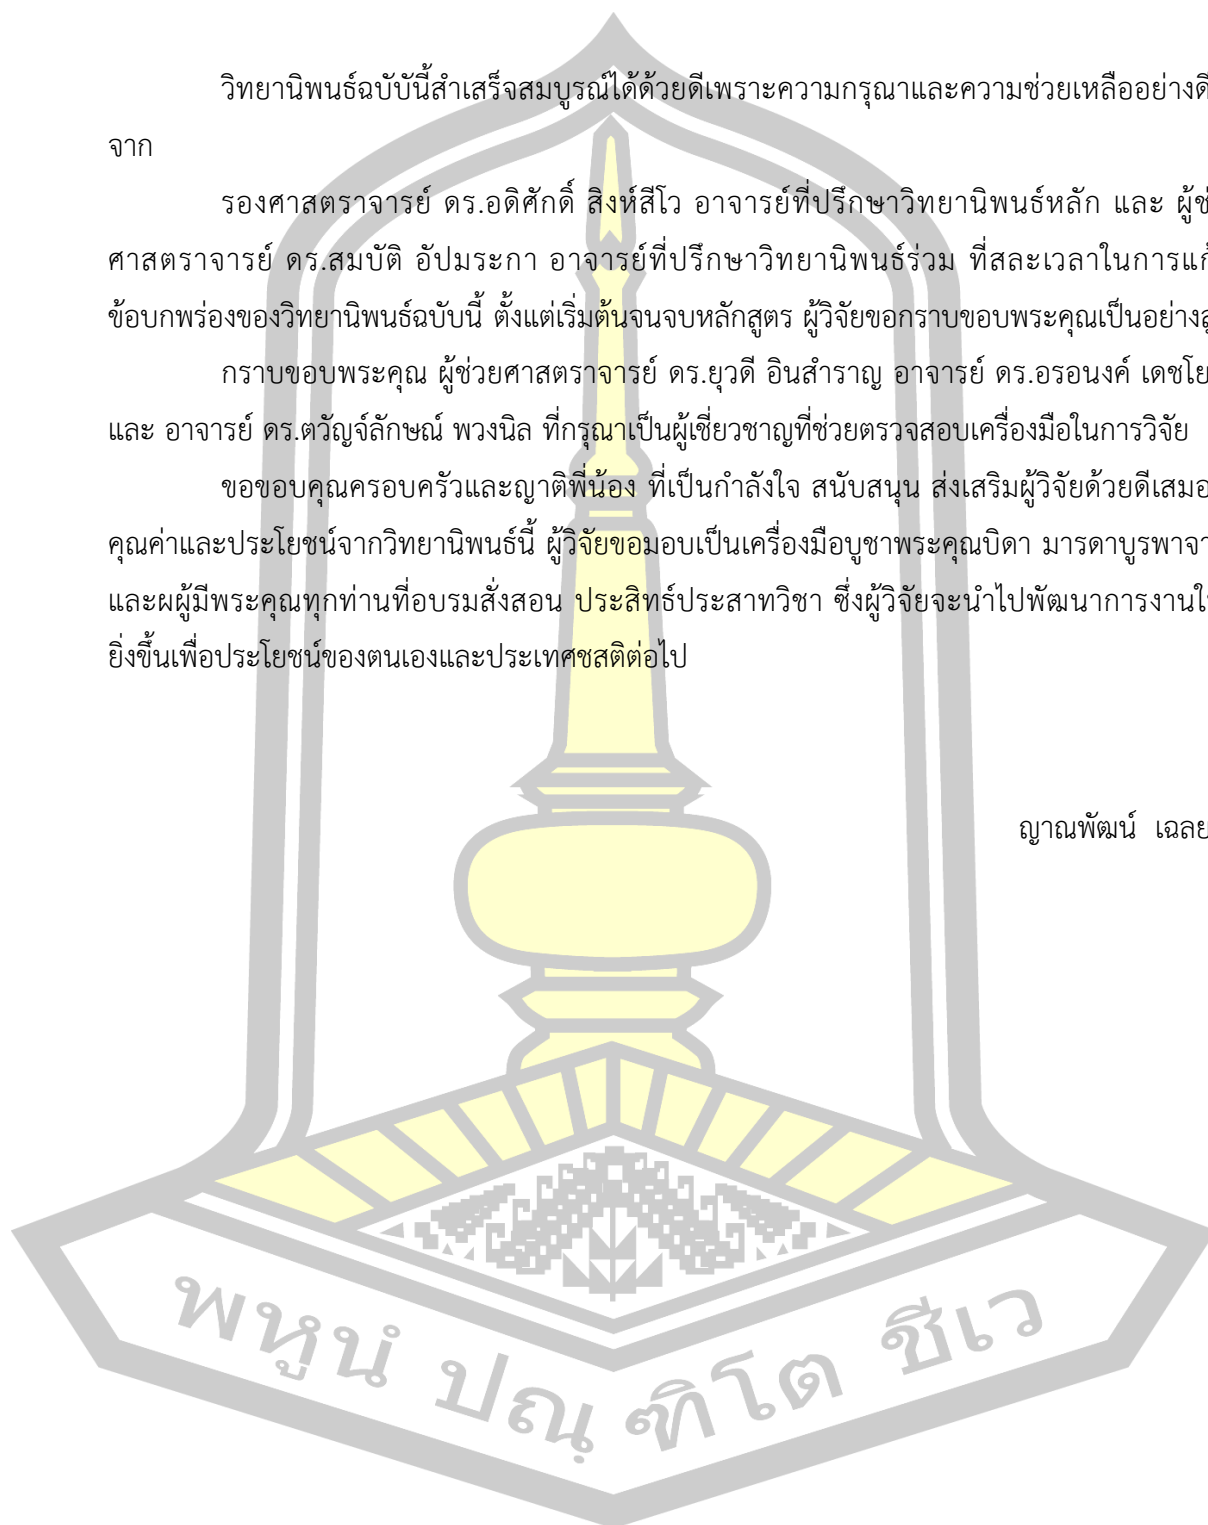 วิทยานิพนธ์ฉบับนี้สำเร็จสมบูรณ์ได้ด้วยดีเพราะความกรุณาและความช่วยเหลืออย่างดี
จาก
รองศาสตราจารย์ ดร.อดิศักดิ์ สิงห์สีโว อาจารย์ที่ปรึกษาวิทยานิพนธ์หลัก และ ผู้ช่
ศาสตราจารย์ ดร.สมบัติ อัปมระกา อาจารย์ที่ปรึกษาวิทยานิพนธ์ร่วม ที่สละเวลาในการแก้
ข้อบกพร่องของวิทยานิพนธ์ฉบับนี้ ตั้งแต่เริ่มต้นจนจบหลักสูตร ผู้วิจัยขอกราบขอบพระคุณเป็นอย่าง
กราบขอบพระคุณ ผู้ช่วยศาสตราจารย์ ดร.ยุวดี อินสำราญ อาจารย์ ดร.อรอนงค์ เดชโย
และ อาจารย์ ดร.ตวัญจ์ลักษณ์ พวงนิล ที่กรุณาเป็นผู้เชี่ยวชาญที่ช่วยตรวจสอบเครื่องมือในการวิจัย
ขอขอบคุณครอบครัวและญาติพี่น้อง ที่เป็นกำลังใจ สนับสนุน ส่งเสริมผู้วิจัยด้วยดีเสมอ
คุณค่าและประโยชน์จากวิทยานิพนธ์นี้ ผู้วิจัยขอมอบเป็นเครื่องมือบูชาพระคุณบิดา มารดาบูรพาจา
และผผู้มีพระคุณทุกท่านที่อบรมสั่งสอน ประสิทธ์ประสาทวิชา ซึ่งผู้วิจัยจะนำไปพัฒนาการงานใ
ยิ่งขึ้นเพื่อประโยชน์ของตนเองและประเทศชสติต่อไป
ญาณพัฒน์ เฉลย
พหูนํ ปณฺฑิโต ชีเว